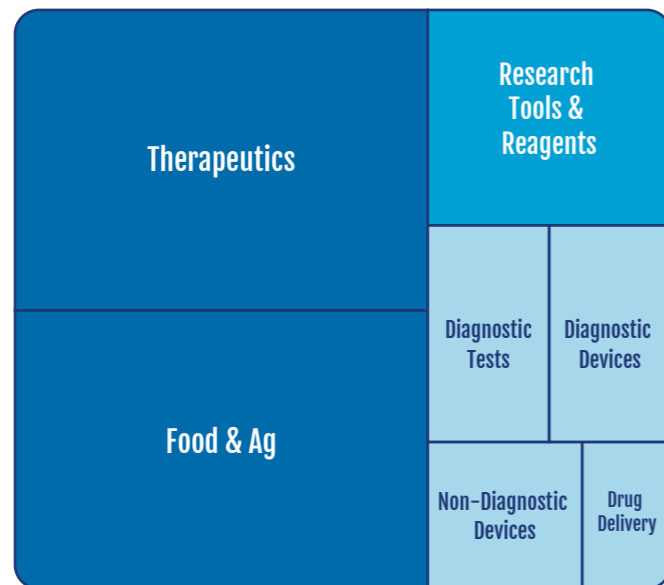 Therapeutics
Research
Tools &
Reagents
Diagnostic
Tests
Diagnostic
Devices
Food & Ag
Non-Diagnostic
Devices
Drug
Delivery